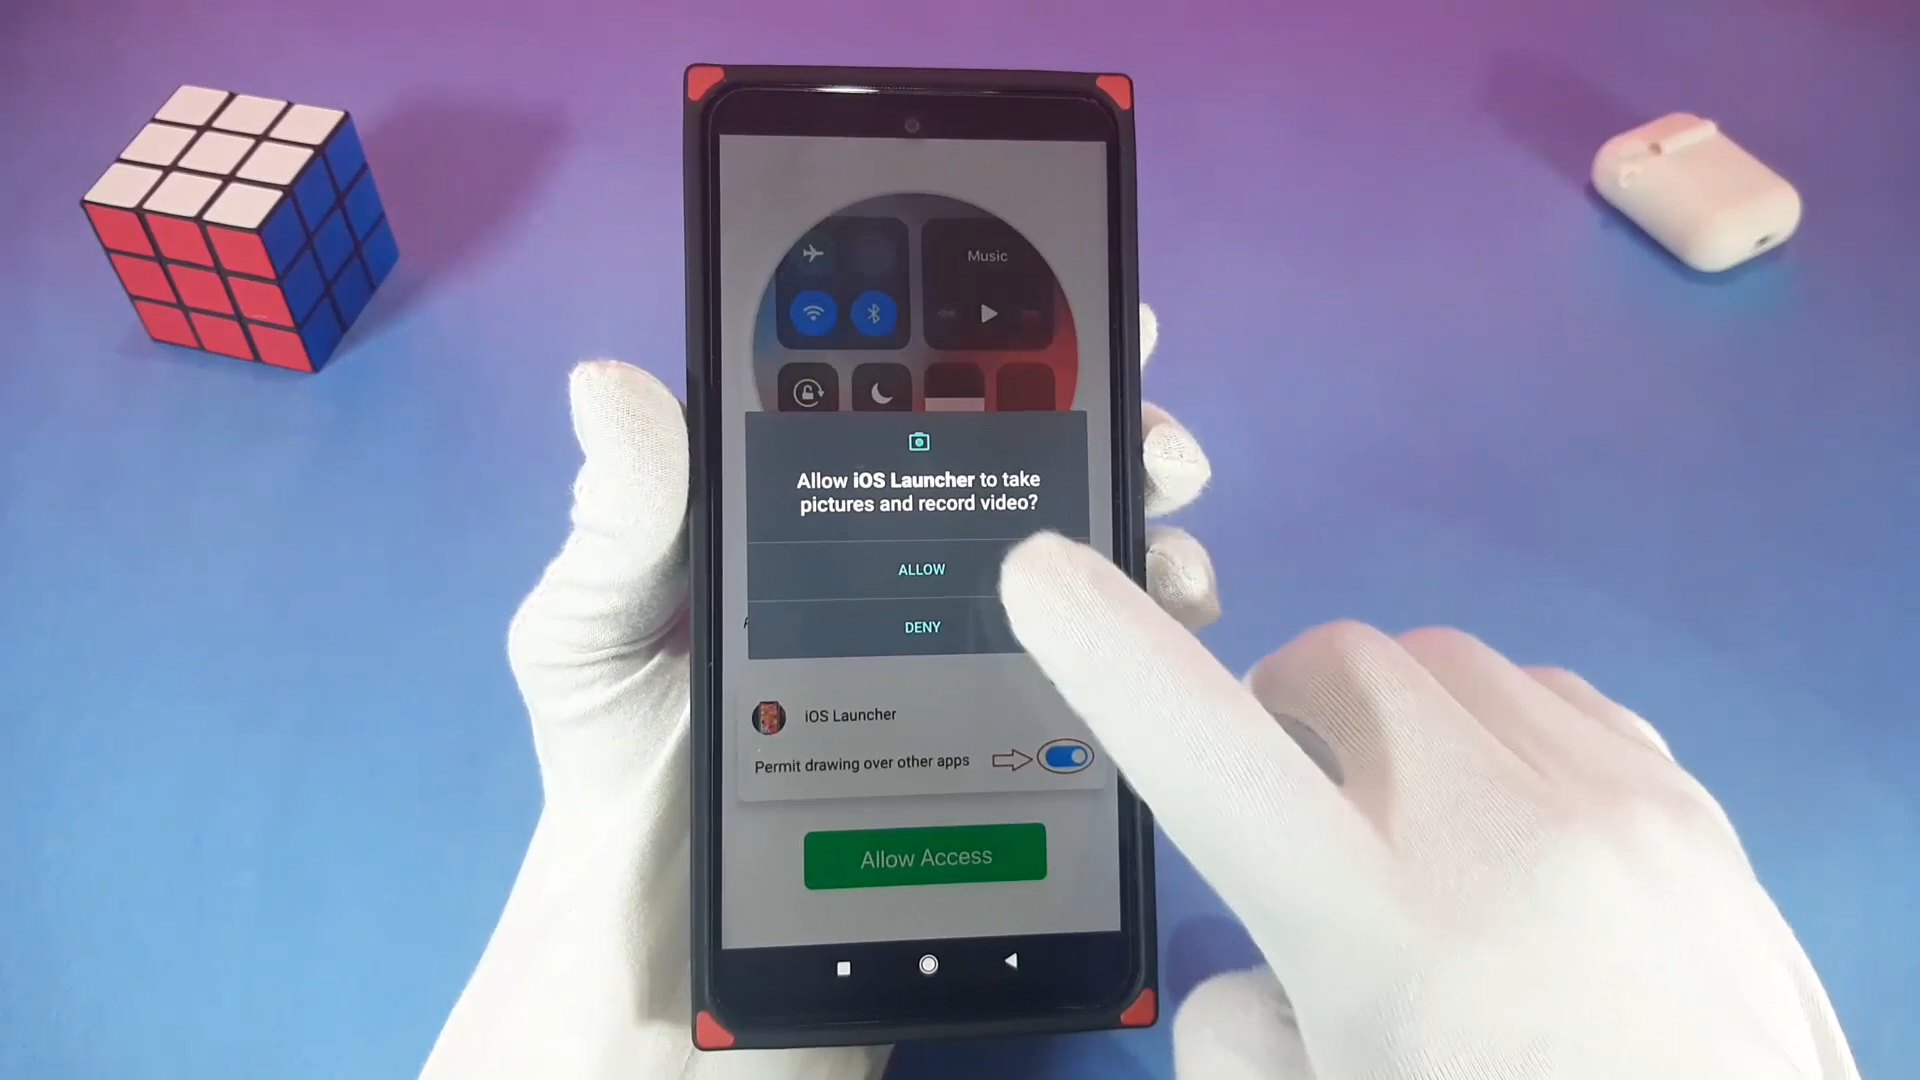 Music
Allow iOS Launcher to take
pictures and record video?
ALLOW
DENY
iOS Launcher
Permit drawing over other apps
Allow Access